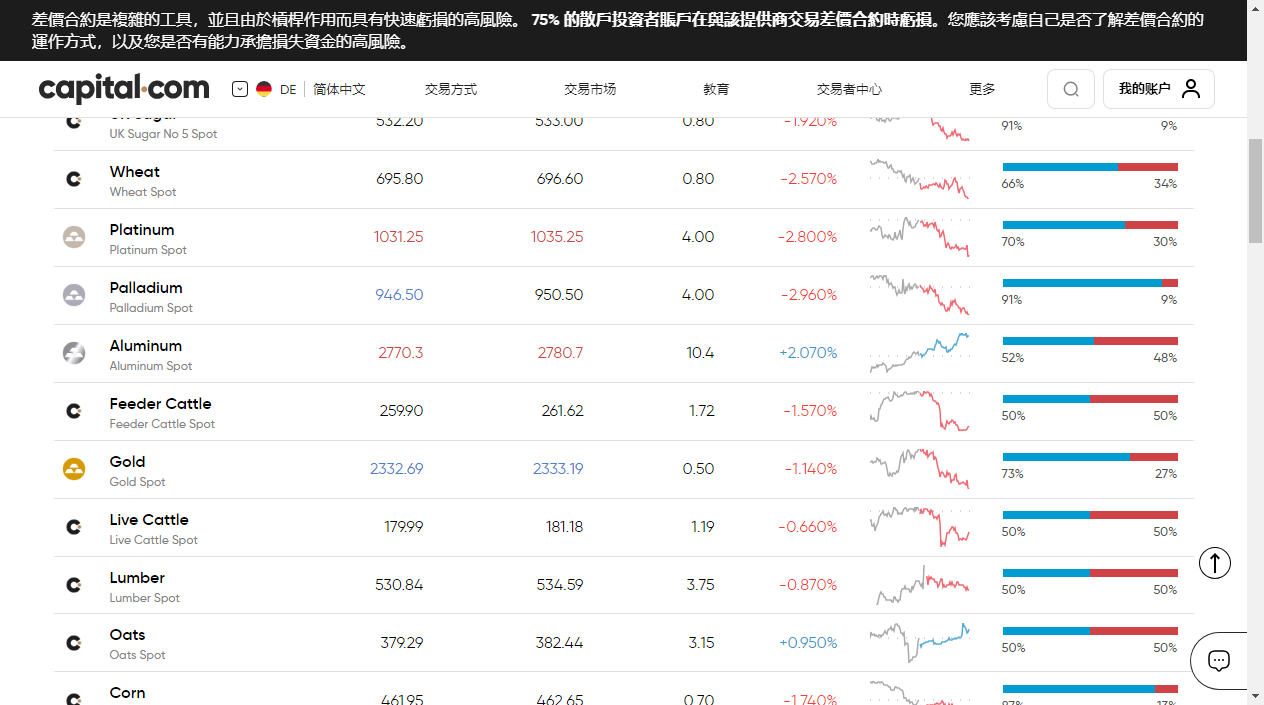 差價合約是複雜的工具，並且由於槓桿作用而具有快速虧損的高風險。 75% 的散戶投資者賬戶在與該提供商交易差價合約時虧損。您應該考慮自己是否了解差價合約的
運作方式，以及您是否有能力承擔損失資金的高風險。
capital.com DE 简体中文 交易方式 交易市场 教育 交易者中心 更多 我的账户
UK Sugar 532.20 533.00 0.80 -1.920%
UK Sugar No 5 Spot 91% 9%
Wheat 695.80 696.60 0.80 -2.570%
Wheat Spot 66% 34%
Platinum 1031.25 1035.25 4.00 -2.800%
Platinum Spot 70% 30%
Palladium 946.50 950.50 4.00 -2.960%
Palladium Spot 91% 9%
Aluminum 2770.3 2780.7 10.4 +2.070%
Aluminum Spot 52% 48%
Feeder Cattle 259.90 261.62 1.72 -1.570%
Feeder Cattle Spot 50% 50%
Gold 2332.69 2333.19 0.50 -1.140%
Gold Spot 73% 27%
Live Cattle 179.99 181.18 1.19 -0.660%
Live Cattle Spot 50% 50%
Lumber 530.84 534.59 3.75 -0.870%
Lumber Spot 50% 50%
Oats 379.29 382.44 3.15 +0.950%
Oats Spot 50% 50%
Corn 461.95 462.65 0.70 -1.740%
87% 13%